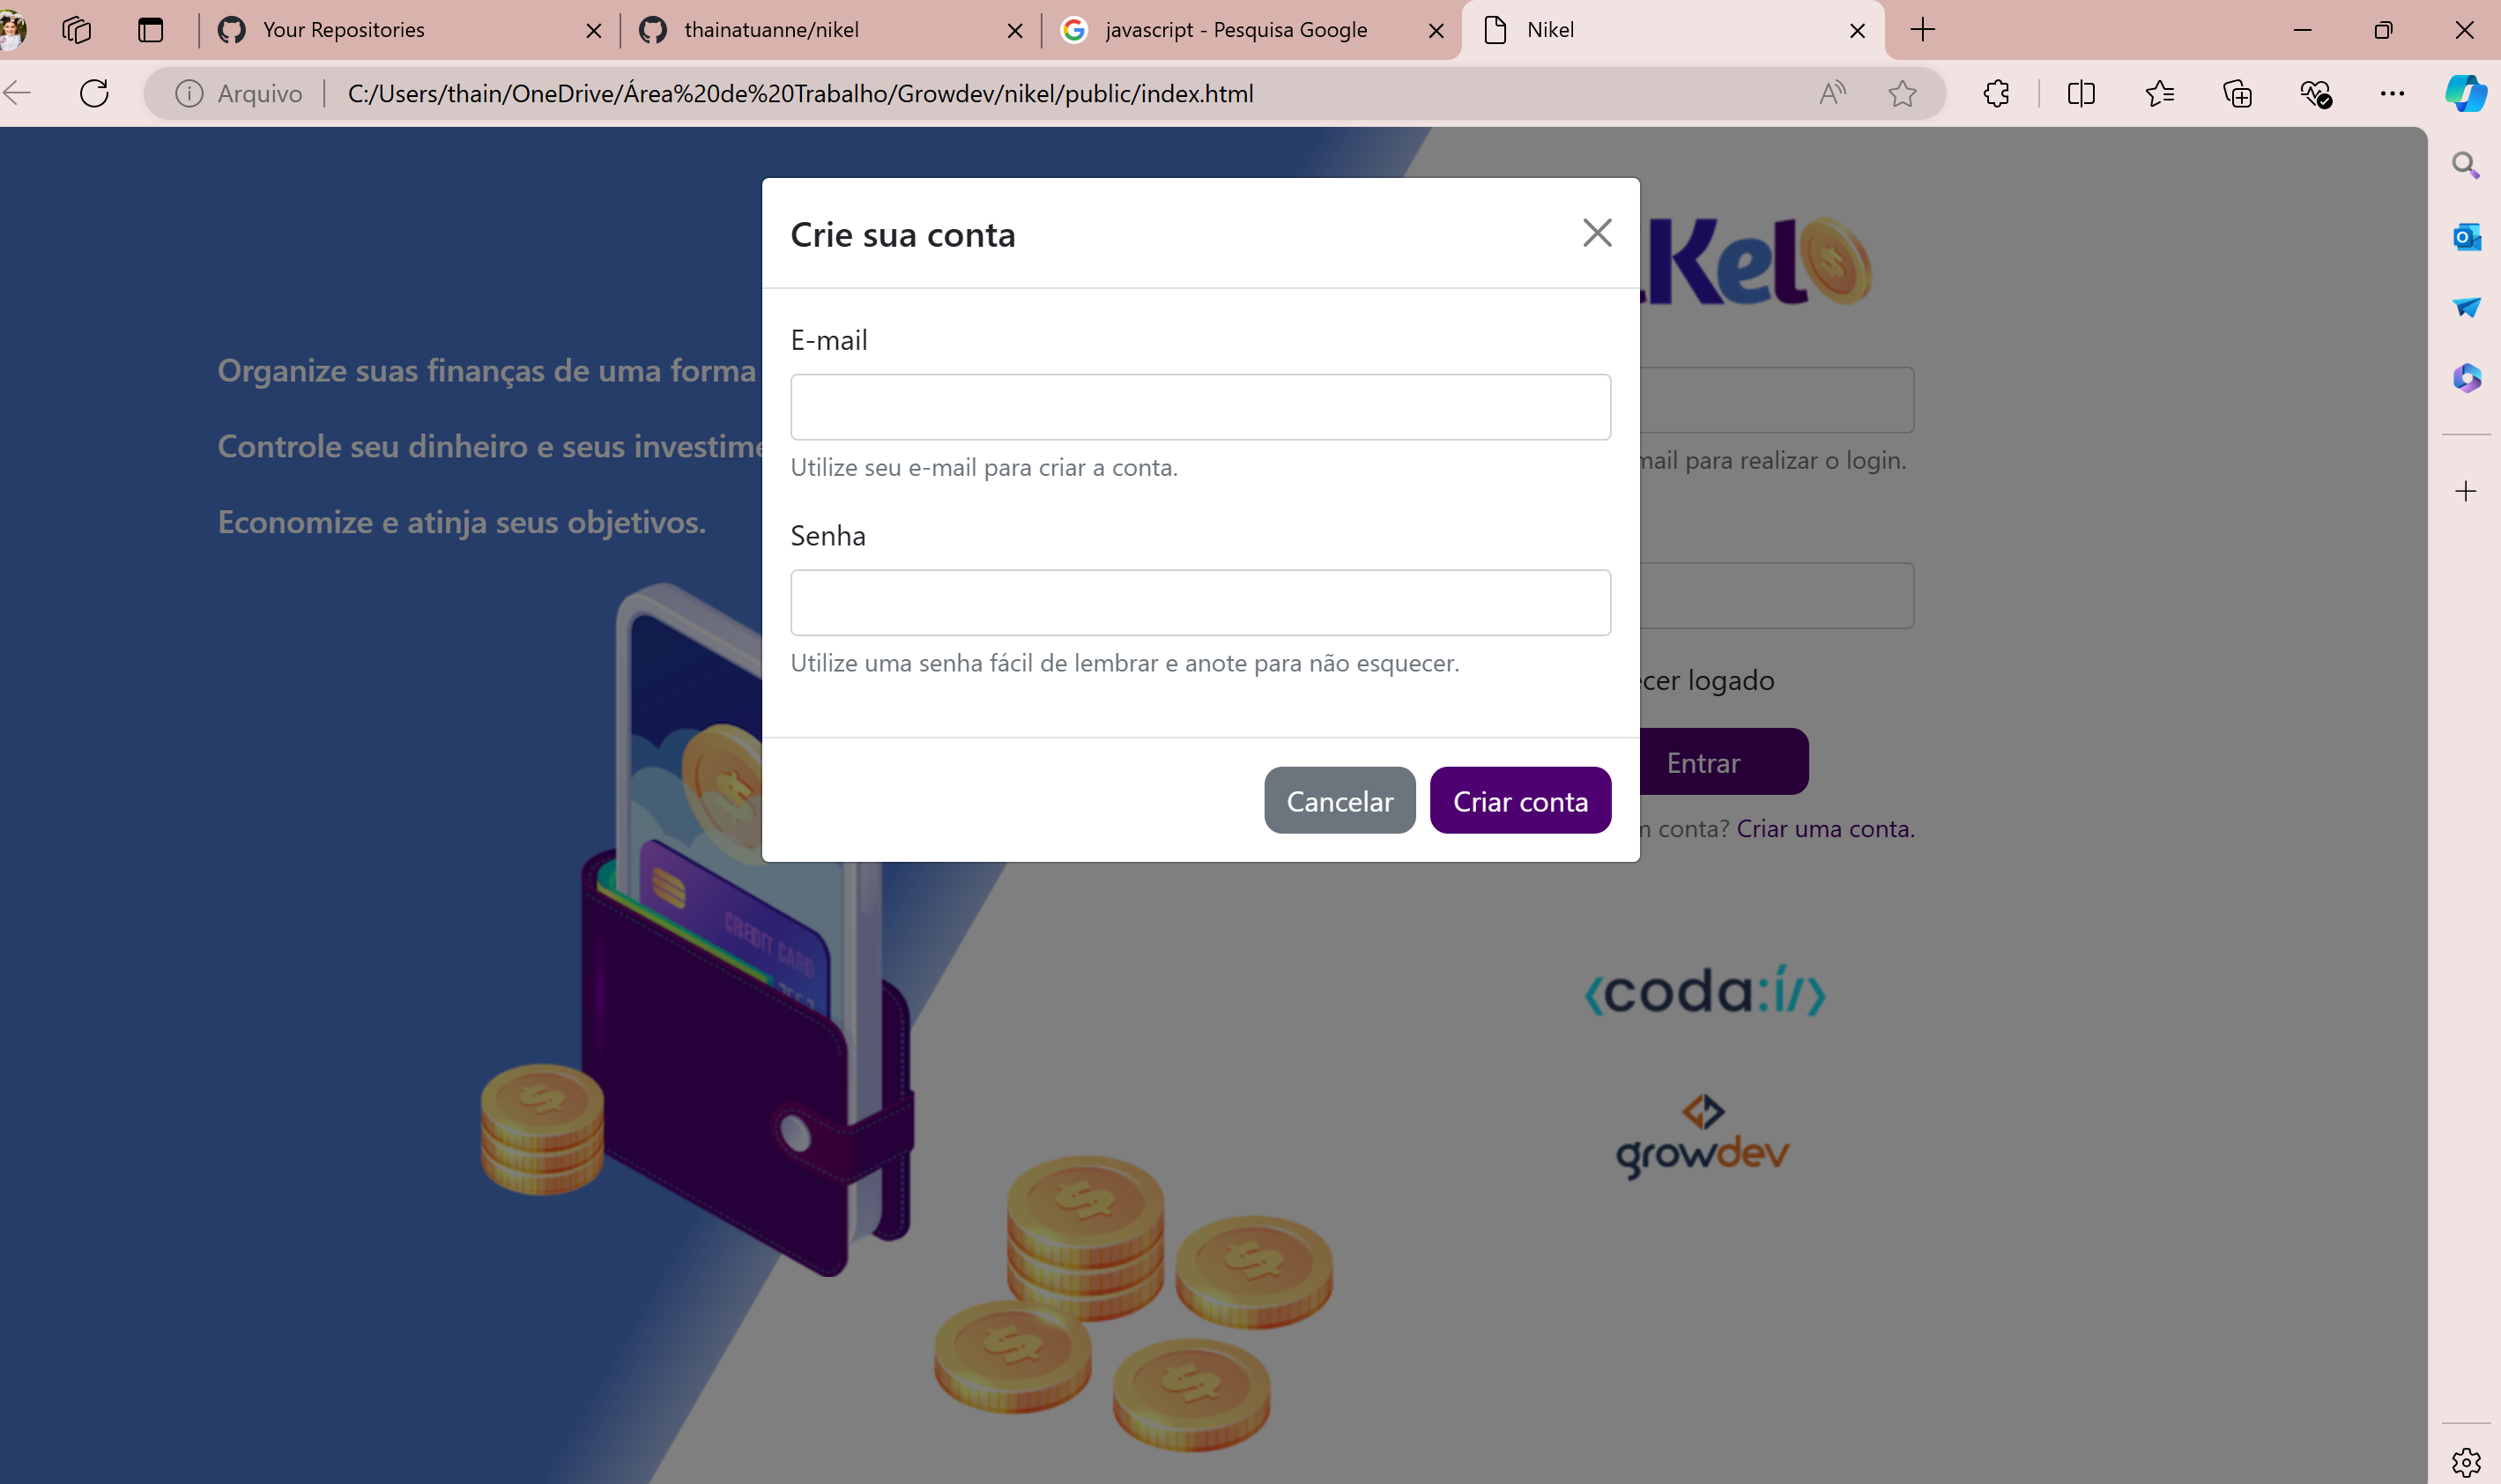 Your Repositories
thainatuanne/nikel
javascript - Pesquisa Google
Nikel
Arquivo
C:/Users/thain/OneDrive/Área%20de%20Trabalho/Growdev/nikel/public/index.html
Crie sua conta
Kel
E-mail
Utilize seu e-mail para criar a conta.
Senha
Utilize uma senha fácil de lembrar e anote para não esquecer.
Cancelar
Criar conta
Organize suas finanças de uma forma
Controle seu dinheiro e seus
Economize e atinja seus objetivos.
para realizar o login.
logado
Entrar
conta? Criar uma conta.
CREDIT CARD
<coda:í/>
growdev